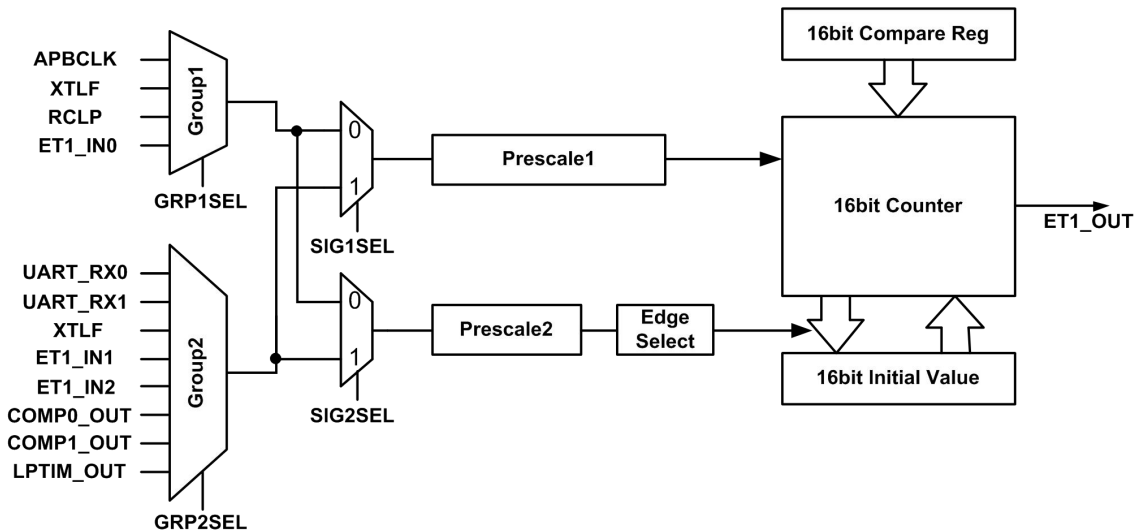 APBCLK
XTLF
RCLP
ET1_IN0
Group1
GRP1SEL
0
1
SIG1SEL
Prescale1
16bit Compare Reg
16bit Counter
ET1_OUT
UART_RX0
UART_RX1
XTLF
ET1_IN1
ET1_IN2
COMP0_OUT
COMP1_OUT
LPTIM_OUT
Group2
GRP2SEL
0
1
SIG2SEL
Prescale2
Edge
Select
16bit Initial Value